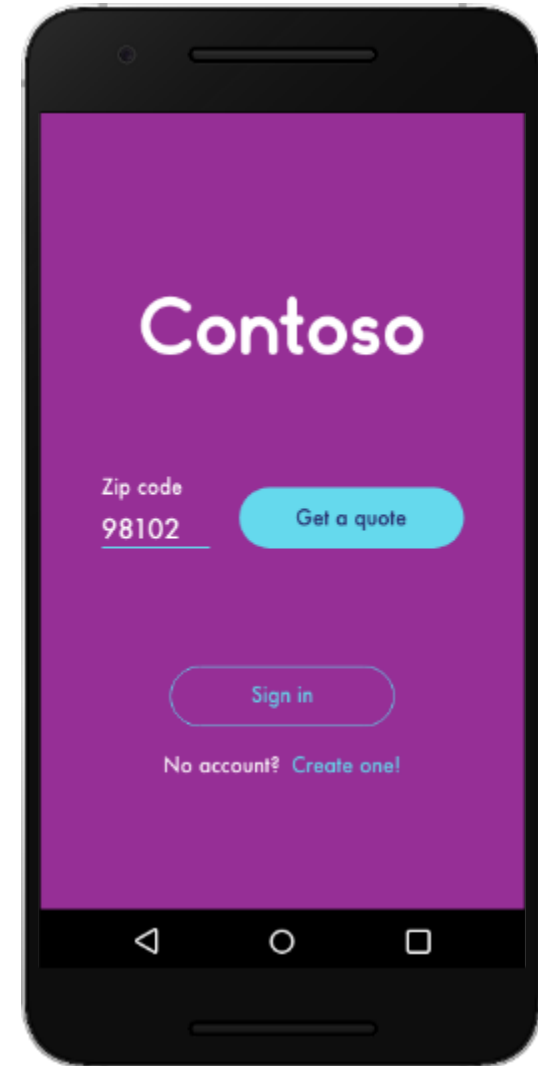 Contoso
Zip code
98102
Get a quote
Sign in
No account? Create one!